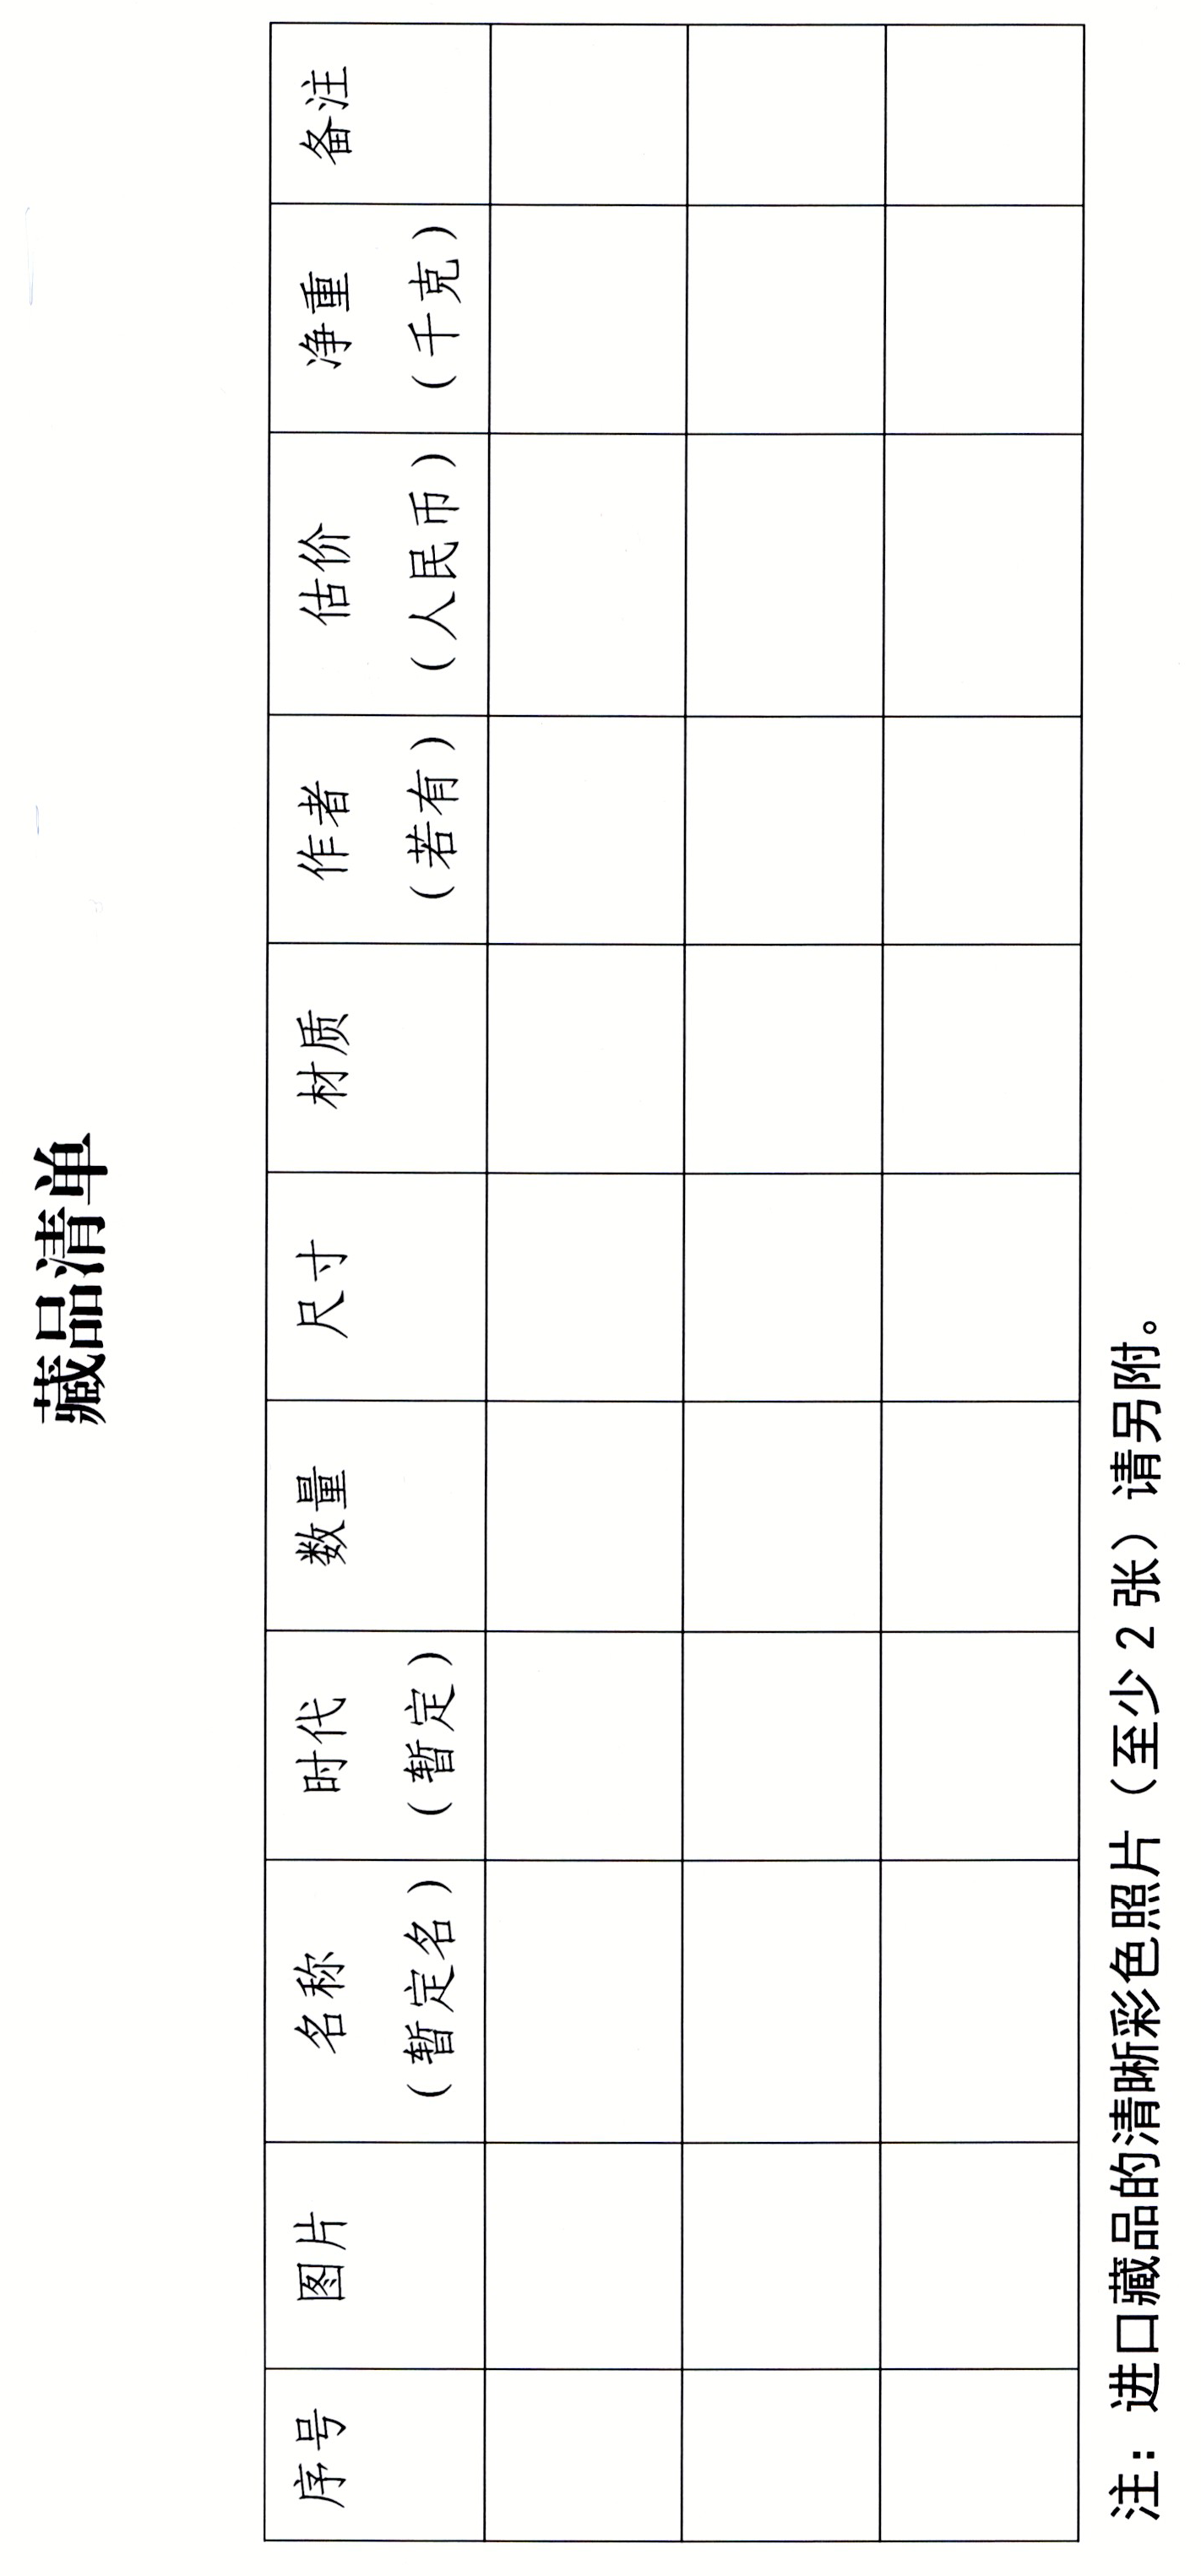 藏品清单
序号
图片
名称
（暂定名）
时代
（暂定）
数量
尺寸
材质
作者
（若有）
估价
（人民币）
净重
（千克）
备注
注：进口藏品的清晰彩色照片（至少 2 张）请另附。